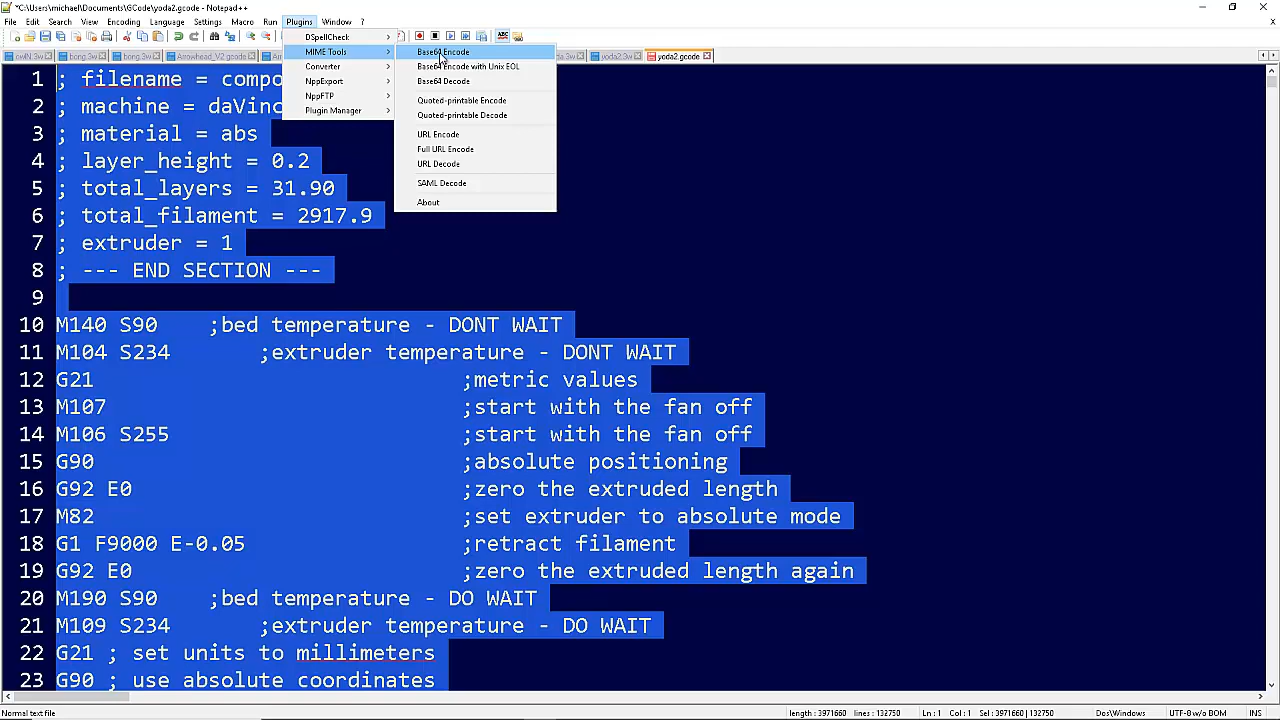 *C:\Users\michael\Documents\GCode\yoda2.gcode - Notepad++
File Edit Search View Encoding Language Settings Macro Run Plugins Window ?
bong.3w bong.3w Arrowhead_V2.gcode yoda2.3w yoda2.gcode
DSpellCheck
MIME Tools
Converter
NppExport
NppFTP
Plugin Manager
Base64 Encode
Base64 Encode with Unix EOL
Base64 Decode
Quoted-printable Encode
Quoted-printable Decode
URL Encode
Full URL Encode
URL Decode
SAML Decode
About
1 ; filename = compo
2 ; machine = daVinc
3 ; material = abs
4 ; layer_height = 0.2
5 ; total_layers = 31.90
6 ; total_filament = 2917.9
7 ; extruder = 1
8 ; --- END SECTION ---
9
10 M140 S90 ;bed temperature - DONT WAIT
11 M104 S234 ;extruder temperature - DONT WAIT
12 G21 ;metric values
13 M107 ;start with the fan off
14 M106 S255 ;start with the fan off
15 G90 ;absolute positioning
16 G92 E0 ;zero the extruded length
17 M82 ;set extruder to absolute mode
18 G1 F9000 E-0.05 ;retract filament
19 G92 E0 ;zero the extruded length again
20 M190 S90 ;bed temperature - DO WAIT
21 M109 S234 ;extruder temperature - DO WAIT
22 G21 ; set units to millimeters
23 G90 ; use absolute coordinates
Normal text file length : 3971660 lines : 132750 Ln : 1 Col : 1 Sel : 3971660 | 132750 Dos\Windows UTF-8 w/o BOM INS